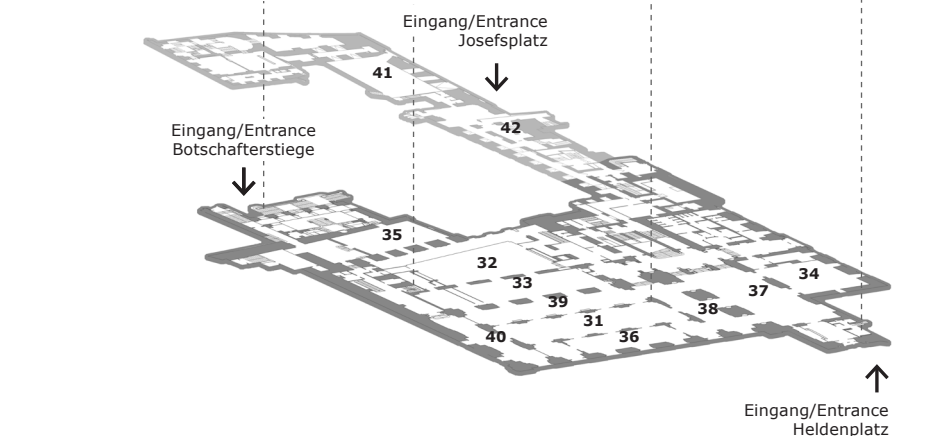 Eingang/Entrance
Josefsplatz
41
42
Eingang/Entrance
Botschafterstiege
35
32
33
34
37
39
38
31
40
36
Eingang/Entrance
Heldenplatz